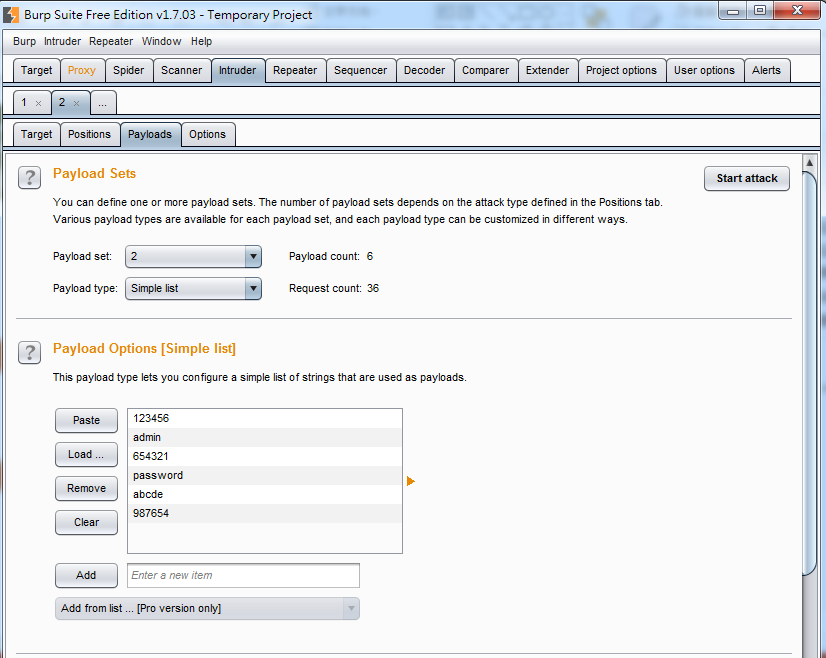 Burp Suite Free Edition v1.7.03 - Temporary Project
Burp Intruder Repeater Window Help
Target Proxy Spider Scanner Intruder Repeater Sequencer Decoder Comparer Extender Project options User options Alerts
1 × 2 × ...
Target Positions Payloads Options
? Payload Sets Start attack
You can define one or more payload sets. The number of payload sets depends on the attack type defined in the Positions tab.
Various payload types are available for each payload set, and each payload type can be customized in different ways.
Payload set: 2 Payload count: 6
Payload type: Simple list Request count: 36
? Payload Options [Simple list]
This payload type lets you configure a simple list of strings that are used as payloads.
Paste
Load ...
Remove
Clear
123456
admin
654321
password
abcde
987654
Add Enter a new item
Add from list ... [Pro version only]